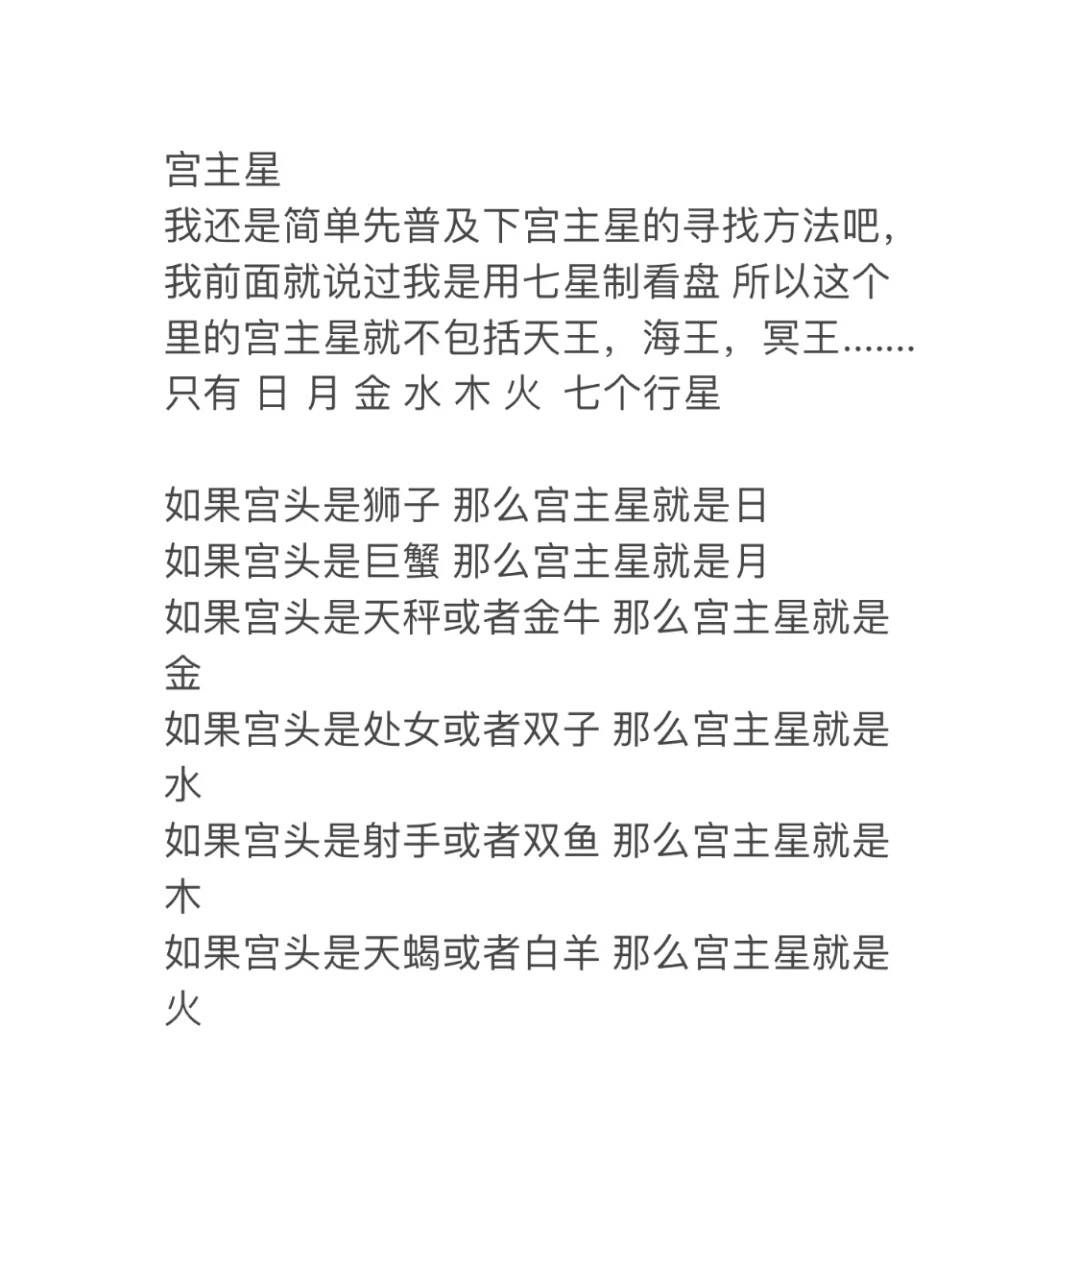 宫主星
我还是简单先普及下宫主星的寻找方法吧，
我前面就说过我是用七星制看盘 所以这个
里的宫主星就不包括天王，海王，冥王.......
只有 日 月 金 水 木 火 七个行星
如果宫头是狮子 那么宫主星就是日
如果宫头是巨蟹 那么宫主星就是月
如果宫头是天秤或者金牛 那么宫主星就是
金
如果宫头是处女或者双子 那么宫主星就是
水
如果宫头是射手或者双鱼 那么宫主星就是
木
如果宫头是天蝎或者白羊 那么宫主星就是
火